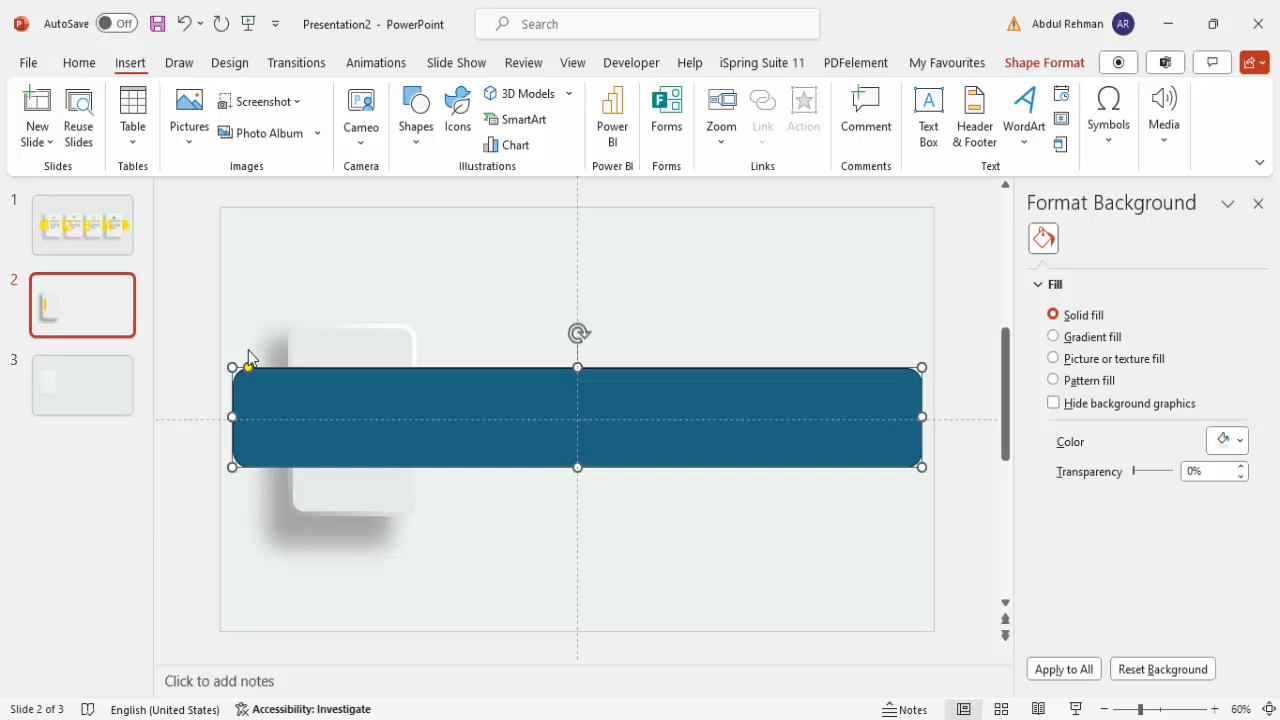 AutoSave Off Presentation2 - PowerPoint Search Abdul Rehman AR
File Home Insert Draw Design Transitions Animations Slide Show Review View Developer Help iSpring Suite 11 PDFelement My Favourites Shape Format
New Slide
Reuse Slides
Slides
Table
Tables
Pictures
Screenshot
Photo Album
Images
Cameo
Camera
Shapes
Icons
3D Models
SmartArt
Chart
Illustrations
Power BI
Power BI
Forms
Forms
Zoom
Link
Action
Links
Comment
Comments
Text Box
Header & Footer
WordArt
Text
Symbols
Media
1
2
3
Format Background
Fill
Solid fill
Gradient fill
Picture or texture fill
Pattern fill
Hide background graphics
Color
Transparency 0%
Apply to All Reset Background
Click to add notes
Slide 2 of 3 English (United States) Accessibility: Investigate Notes 60%